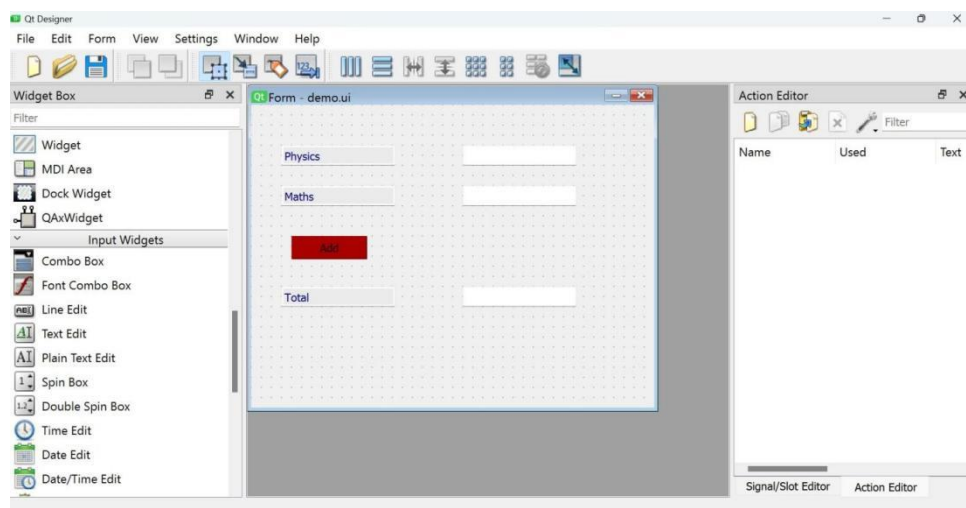 Qt Designer
File Edit Form View Settings Window Help
Widget Box
Filter
Widget
MDI Area
Dock Widget
QAxWidget
Input Widgets
Combo Box
Font Combo Box
Line Edit
Text Edit
Plain Text Edit
Spin Box
Double Spin Box
Time Edit
Date Edit
Date/Time Edit
Qt Form - demo.ui
Physics
Maths
Add
Total
Action Editor
Filter
Name Used Text
Signal/Slot Editor Action Editor